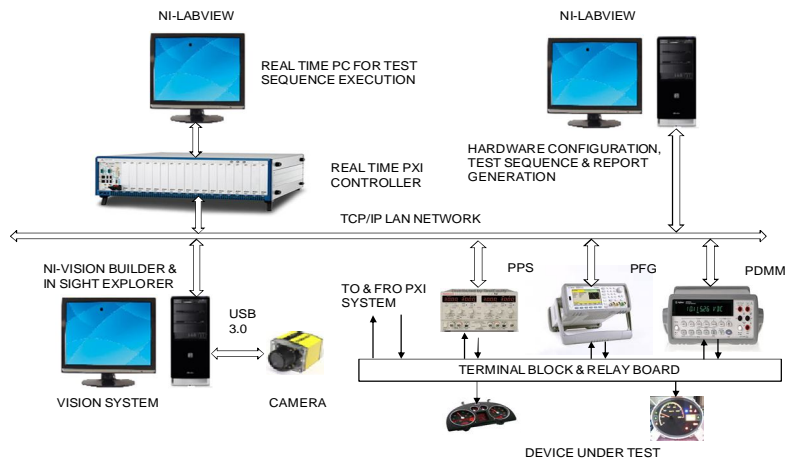 NI-LABVIEW
NI-LABVIEW
REAL TIME PC FOR TEST
SEQUENCE EXECUTION
HARDWARE CONFIGURATION,
TEST SEQUENCE & REPORT
GENERATION
REAL TIME PXI
CONTROLLER
TCP/IP LAN NETWORK
NI-VISION BUILDER &
IN SIGHT EXPLORER
USB
3.0
TO & FRO PXI
SYSTEM
PPS
PFG
PDMM
TERMINAL BLOCK & RELAY BOARD
VISION SYSTEM
CAMERA
DEVICE UNDER TEST